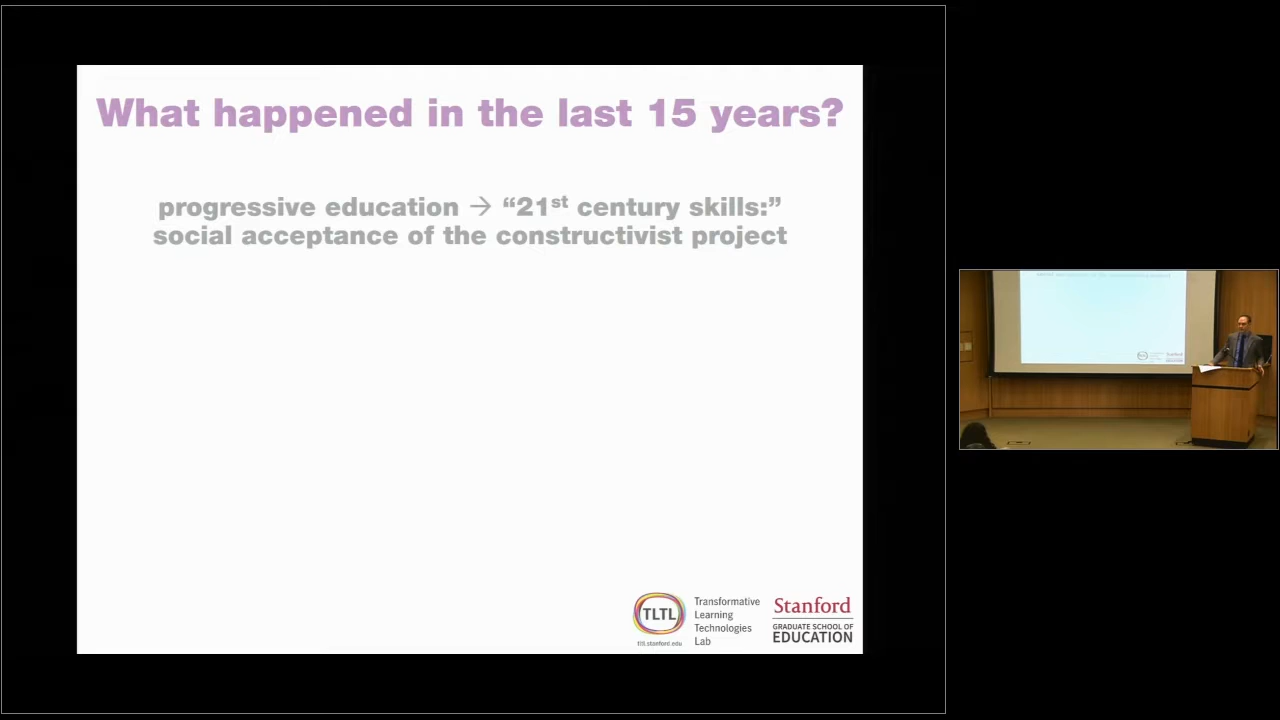 What happened in the last 15 years?
progressive education → “21st century skills:”
social acceptance of the constructivist project
TLTL
tltl.stanford.edu
Transformative
Learning
Technologies
Lab
Stanford
GRADUATE SCHOOL OF
EDUCATION